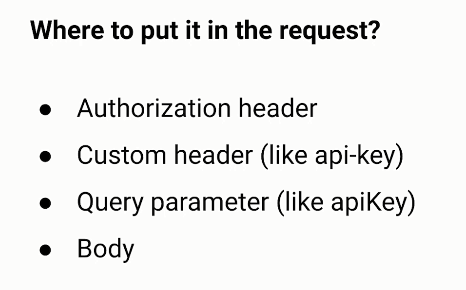 Where to put it in the request?
● Authorization header
● Custom header (like api-key)
● Query parameter (like apiKey)
● Body